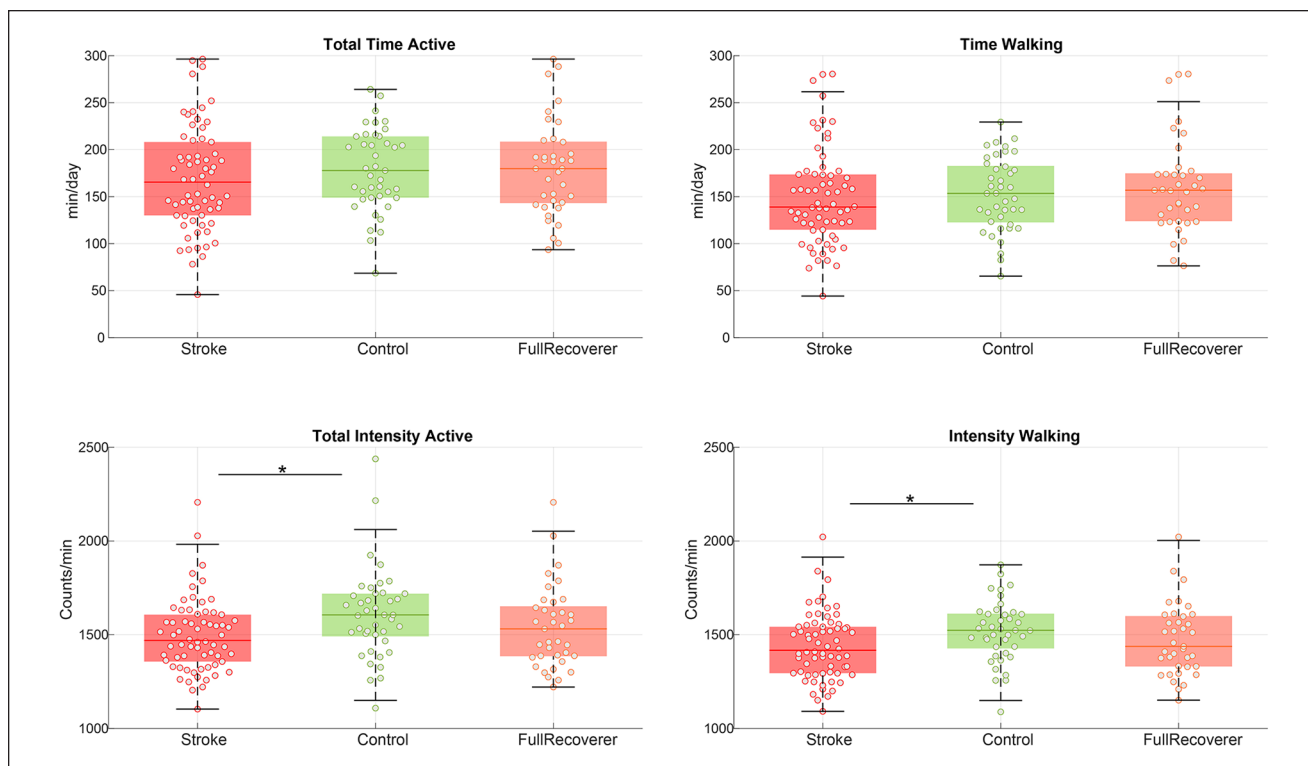 Total Time Active
300
250
200
150
100
50
0
min/day
Stroke Control FullRecoverer
Time Walking
300
250
200
150
100
50
0
min/day
Stroke Control FullRecoverer
Total Intensity Active
2500
2000
1500
1000
Counts/min
*
Stroke Control FullRecoverer
Intensity Walking
2500
2000
1500
1000
Counts/min
*
Stroke Control FullRecoverer